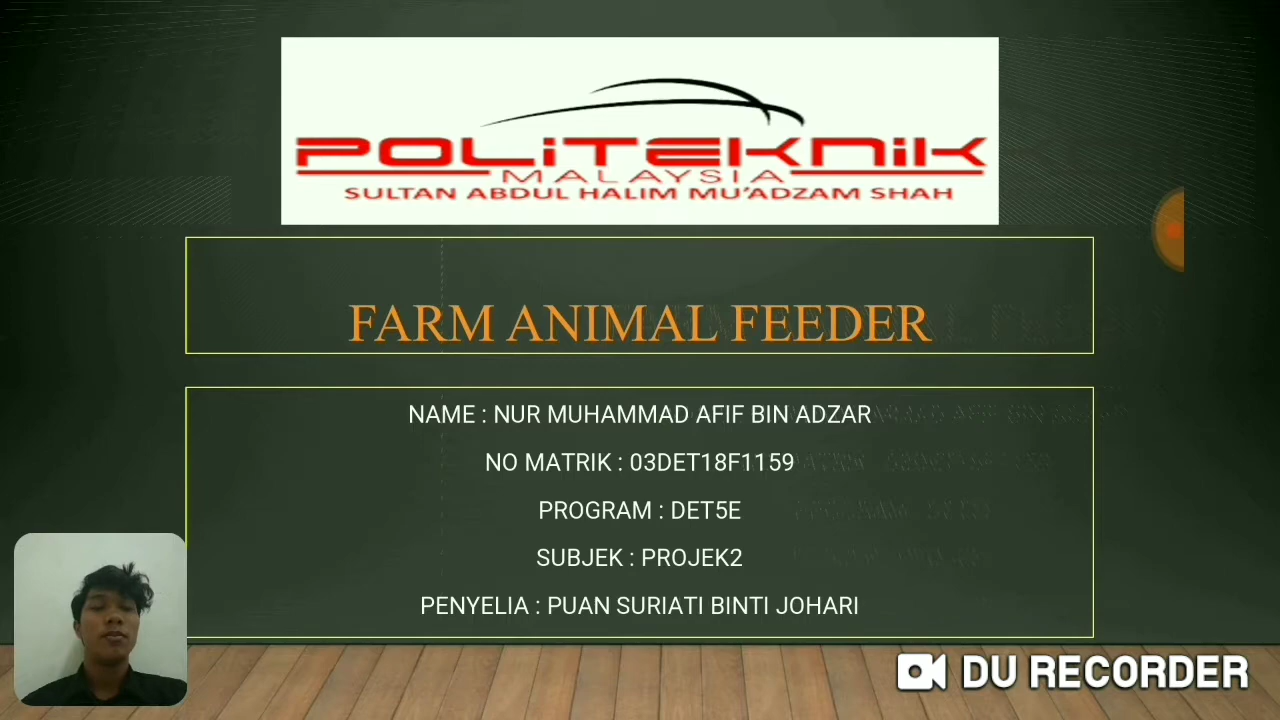 POLiTEKNiK
MALAYSIA
SULTAN ABDUL HALIM MU'ADZAM SHAH
FARM ANIMAL FEEDER
NAME : NUR MUHAMMAD AFIF BIN ADZAR
NO MATRIK : 03DET18F1159
PROGRAM : DET5E
SUBJEK : PROJEK2
PENYELIA : PUAN SURIATI BINTI JOHARI
DU RECORDER